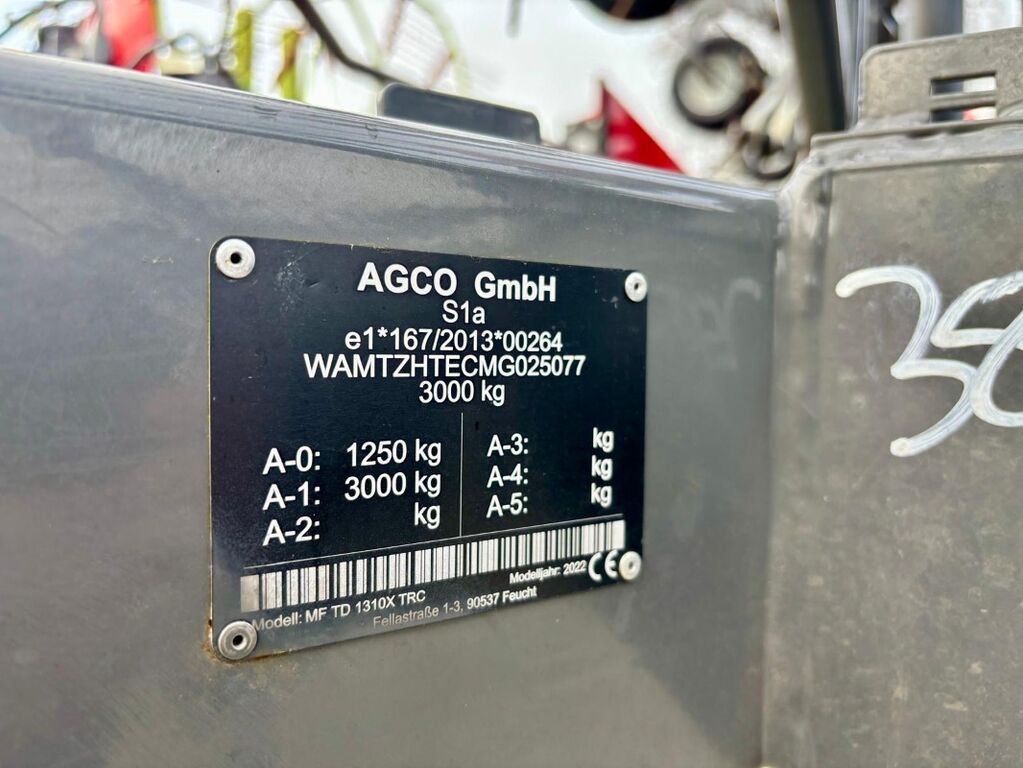 AGCO GmbH
S1a
e1*167/2013*00264
WAMTZHTECMG025077
3000 kg
A-0: 1250 kg
A-1: 3000 kg
A-2: kg
A-3: kg
A-4: kg
A-5: kg
Modell: MF TD 1310X TRC
Modelljahr: 2022 CE
Fellastraße 1-3, 90537 Feucht